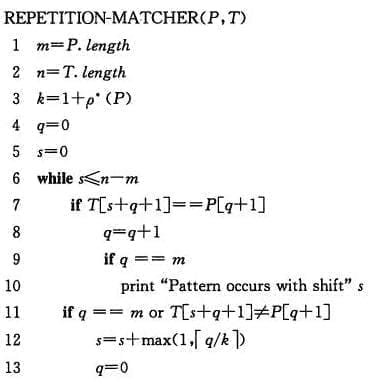 REPETITION-MATCHER(P,T)
1 m=P. length
2 n=T. length
3 k=1+ρ*(P)
4 q=0
5 s=0
6 while s⩽n−m
7 if T[s+q+1]==P[q+1]
8 q=q+1
9 if q == m
10 print “Pattern occurs with shift” s
11 if q == m or T[s+q+1]≠P[q+1]
12 s=s+max(1,⌈q/k⌉)
13 q=0